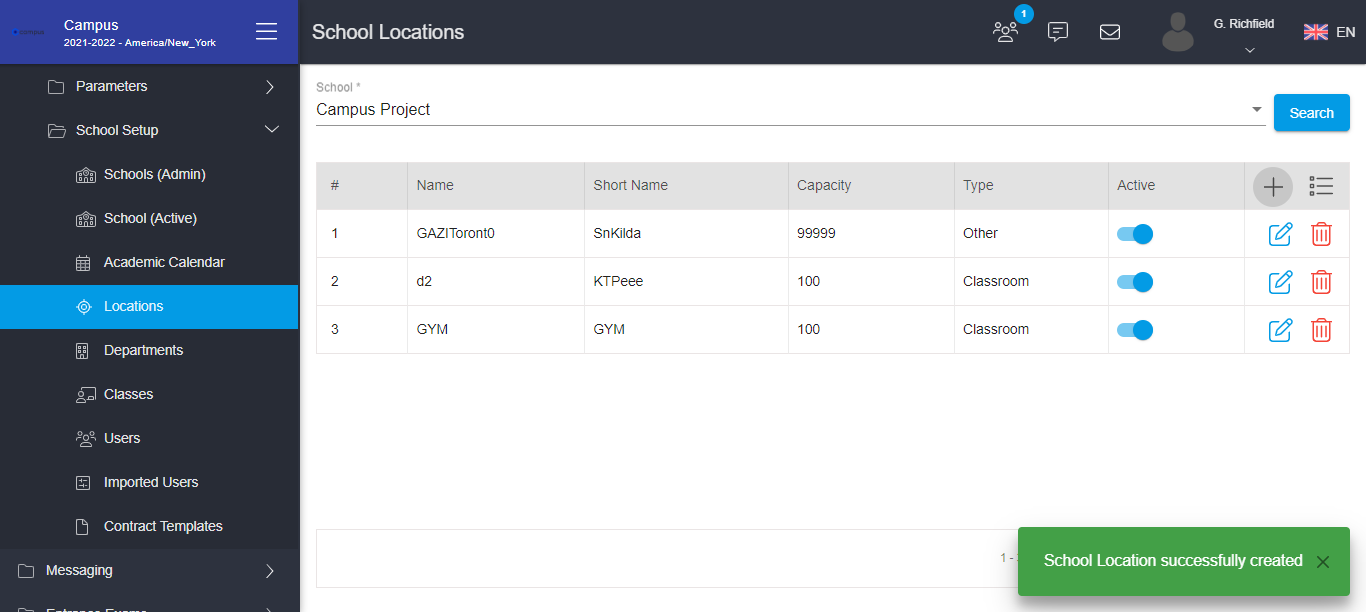 Campus
2021-2022 - America/New_York
School Locations
1
G. Richfield
EN
Parameters
School Setup
Schools (Admin)
School (Active)
Academic Calendar
Locations
Departments
Classes
Users
Imported Users
Contract Templates
Messaging
School *
Campus Project
Search
# Name Short Name Capacity Type Active
1 GAZIToront0 SnKilda 99999 Other
2 d2 KTPeee 100 Classroom
3 GYM GYM 100 Classroom
1 -
School Location successfully created